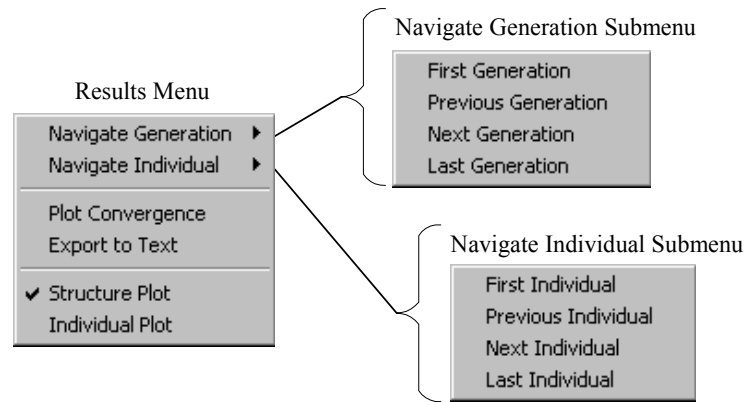 Navigate Generation Submenu
First Generation
Previous Generation
Next Generation
Last Generation
Results Menu
Navigate Generation
Navigate Individual
Plot Convergence
Export to Text
Structure Plot
Individual Plot
Navigate Individual Submenu
First Individual
Previous Individual
Next Individual
Last Individual